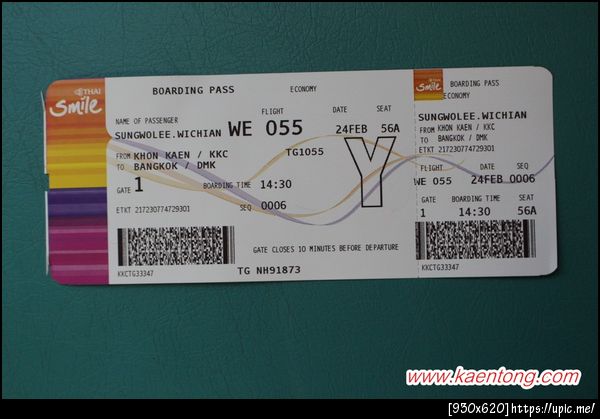 THAI
Smile
BOARDING PASS ECONOMY
NAME OF PASSENGER FLIGHT DATE SEAT
SUNGWOLEE.WICHIAN WE 055 24FEB 56A
FROM KHON KAEN / KKC TG1055
TO BANGKOK / DMK
GATE 1 BOARDING TIME 14:30 Y
ETKT 217230774729301 SEQ 0006
GATE CLOSES 10 MINUTES BEFORE DEPARTURE
KKCTG33347 TG NH91873
THAI
Smile
BOARDING PASS
ECONOMY
SUNGWOLEE.WICHIAN
FROM KHON KAEN / KKC
TO BANGKOK / DMK
ETKT 217230774729301
FLIGHT DATE SEQ
WE 055 24FEB 0006
GATE BOARDING TIME SEAT
1 14:30 56A
KKCTG33347
www.kaentong.com
[930x620]https://upic.me/